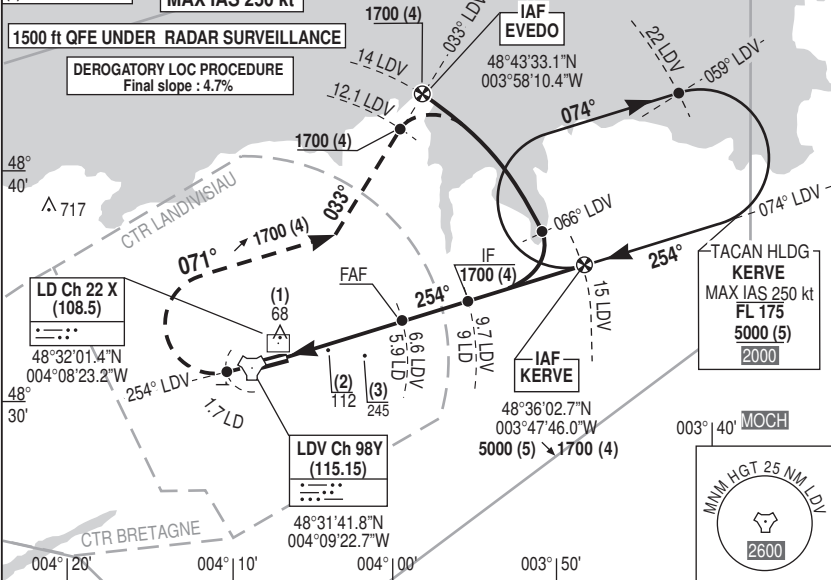 MAX IAS 250 kt
1500 ft QFE UNDER RADAR SURVEILLANCE
DEROGATORY LOC PROCEDURE
Final slope : 4.7%
1700 (4)
033° LDV
IAF
EVEDO
48°43'33.1"N
003°58'10.4"W
14 LDV
12.1 LDV
1700 (4)
22 LDV
059° LDV
074°
48°
40'
717
CTR LANDIVISIAU
033°
071°
1700 (4)
066° LDV
074° LDV
254°
IF
1700 (4)
FAF
254°
15 LDV
TACAN HLDG
KERVE
MAX IAS 250 kt
FL 175
5000 (5)
2000
LD Ch 22 X
(108.5)
48°32'01.4"N
004°08'23.2"W
(1)
68
6.6 LDV
5.9 LD
9.7 LDV
9 LD
254° LDV
1.7 LD
(2)
112
(3)
245
IAF
KERVE
48°36'02.7"N
003°47'46.0"W
5000 (5) 1700 (4)
48°
30'
LDV Ch 98Y
(115.15)
48°31'41.8"N
004°09'22.7"W
003° 40'
MOCH
MNM HGT 25 NM LDV
2600
CTR BRETAGNE
004° 20'
004° 10'
004° 00'
003° 50'